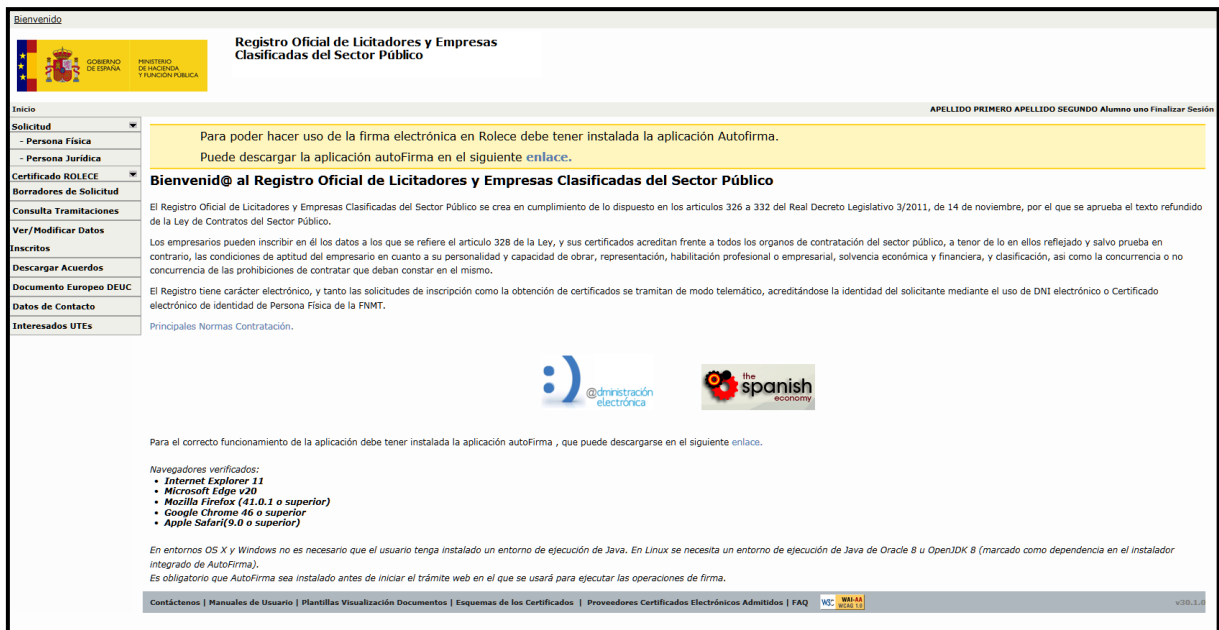 Bienvenido
GOBIERNO
DE ESPAÑA
MINISTERIO
DE HACIENDA
Y FUNCIÓN PÚBLICA
Registro Oficial de Licitadores y Empresas
Clasificadas del Sector Público
Inicio
APELLIDO PRIMERO APELLIDO SEGUNDO Alumno uno Finalizar Sesión
Solicitud
- Persona Física
- Persona Jurídica
Certificado ROLECE
Borradores de Solicitud
Consulta Tramitaciones
Ver/Modificar Datos
Inscritos
Descargar Acuerdos
Documento Europeo DEUC
Datos de Contacto
Interesados UTEs
Para poder hacer uso de la firma electrónica en Rolece debe tener instalada la aplicación Autofirma.
Puede descargar la aplicación autoFirma en el siguiente enlace.
Bienvenid@ al Registro Oficial de Licitadores y Empresas Clasificadas del Sector Público
El Registro Oficial de Licitadores y Empresas Clasificadas del Sector Público se crea en cumplimiento de lo dispuesto en los articulos 326 a 332 del Real Decreto Legislativo 3/2011, de 14 de noviembre, por el que se aprueba el texto refundido
de la Ley de Contratos del Sector Público.
Los empresarios pueden inscribir en él los datos a los que se refiere el articulo 328 de la Ley, y sus certificados acreditan frente a todos los organos de contratación del sector público, a tenor de lo en ellos reflejado y salvo prueba en
contrario, las condiciones de aptitud del empresario en cuanto a su personalidad y capacidad de obrar, representación, habilitación profesional o empresarial, solvencia económica y financiera, y clasificación, asi como la concurrencia o no
concurrencia de las prohibiciones de contratar que deban constar en el mismo.
El Registro tiene carácter electrónico, y tanto las solicitudes de inscripción como la obtención de certificados se tramitan de modo telemático, acreditándose la identidad del solicitante mediante el uso de DNI electrónico o Certificado
electrónico de identidad de Persona Física de la FNMT.
Principales Normas Contratación.
:)
@dministración
electrónica
the
spanish
economy
Para el correcto funcionamiento de la aplicación debe tener instalada la aplicación autoFirma , que puede descargarse en el siguiente enlace.
Navegadores verificados:
• Internet Explorer 11
• Microsoft Edge v20
• Mozilla Firefox (41.0.1 o superior)
• Google Chrome 46 o superior
• Apple Safari(9.0 o superior)
En entornos OS X y Windows no es necesario que el usuario tenga instalado un entorno de ejecución de Java. En Linux se necesita un entorno de ejecución de Java de Oracle 8 u OpenJDK 8 (marcado como dependencia en el instalador
integrado de AutoFirma).
Es obligatorio que AutoFirma sea instalado antes de iniciar el trámite web en el que se usará para ejecutar las operaciones de firma.
Contáctenos | Manuales de Usuario | Plantillas Visualización Documentos | Esquemas de los Certificados | Proveedores Certificados Electrónicos Admitidos | FAQ W3C WAI-AA WCAG 1.0 v30.1.0